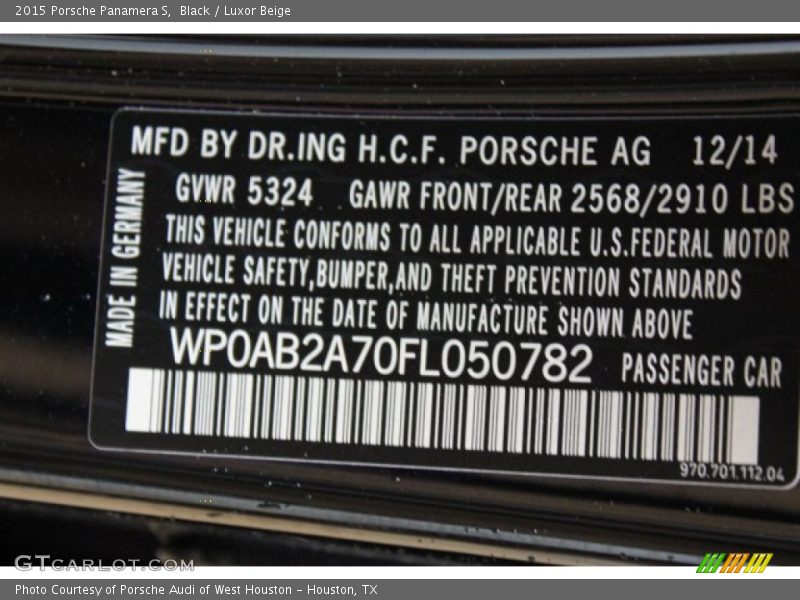 2015 Porsche Panamera S, Black / Luxor Beige
MFD BY DR.ING H.C.F. PORSCHE AG 12/14
GVWR 5324 GAWR FRONT/REAR 2568/2910 LBS
THIS VEHICLE CONFORMS TO ALL APPLICABLE U.S.FEDERAL MOTOR
VEHICLE SAFETY,BUMPER,AND THEFT PREVENTION STANDARDS
IN EFFECT ON THE DATE OF MANUFACTURE SHOWN ABOVE
WP0AB2A70FL050782 PASSENGER CAR
MADE IN GERMANY
970.701.112.04
GTCARLOT.COM
Photo Courtesy of Porsche Audi of West Houston - Houston, TX